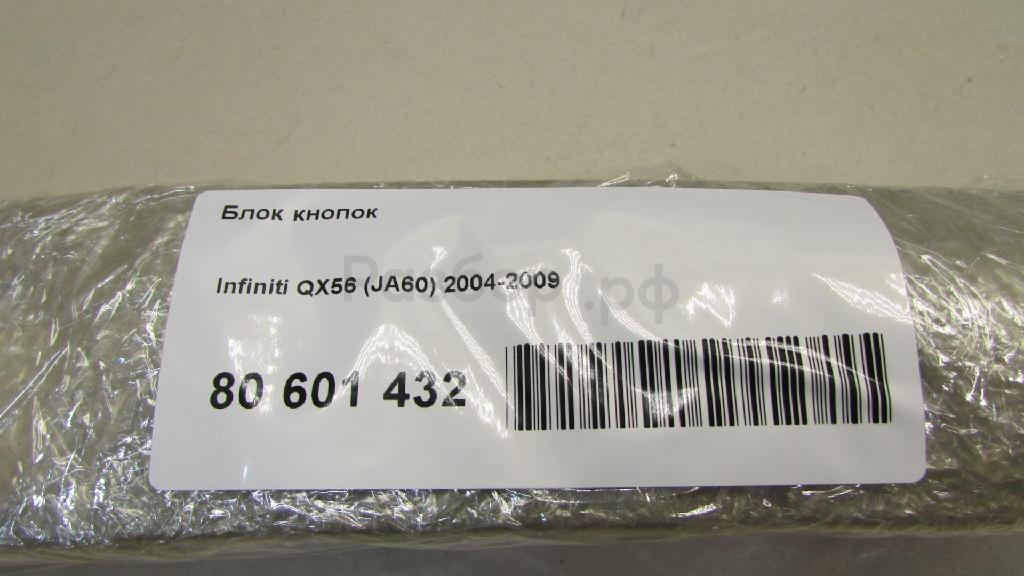 Блок кнопок
Infiniti QX56 (JA60) 2004-2009
80 601 432